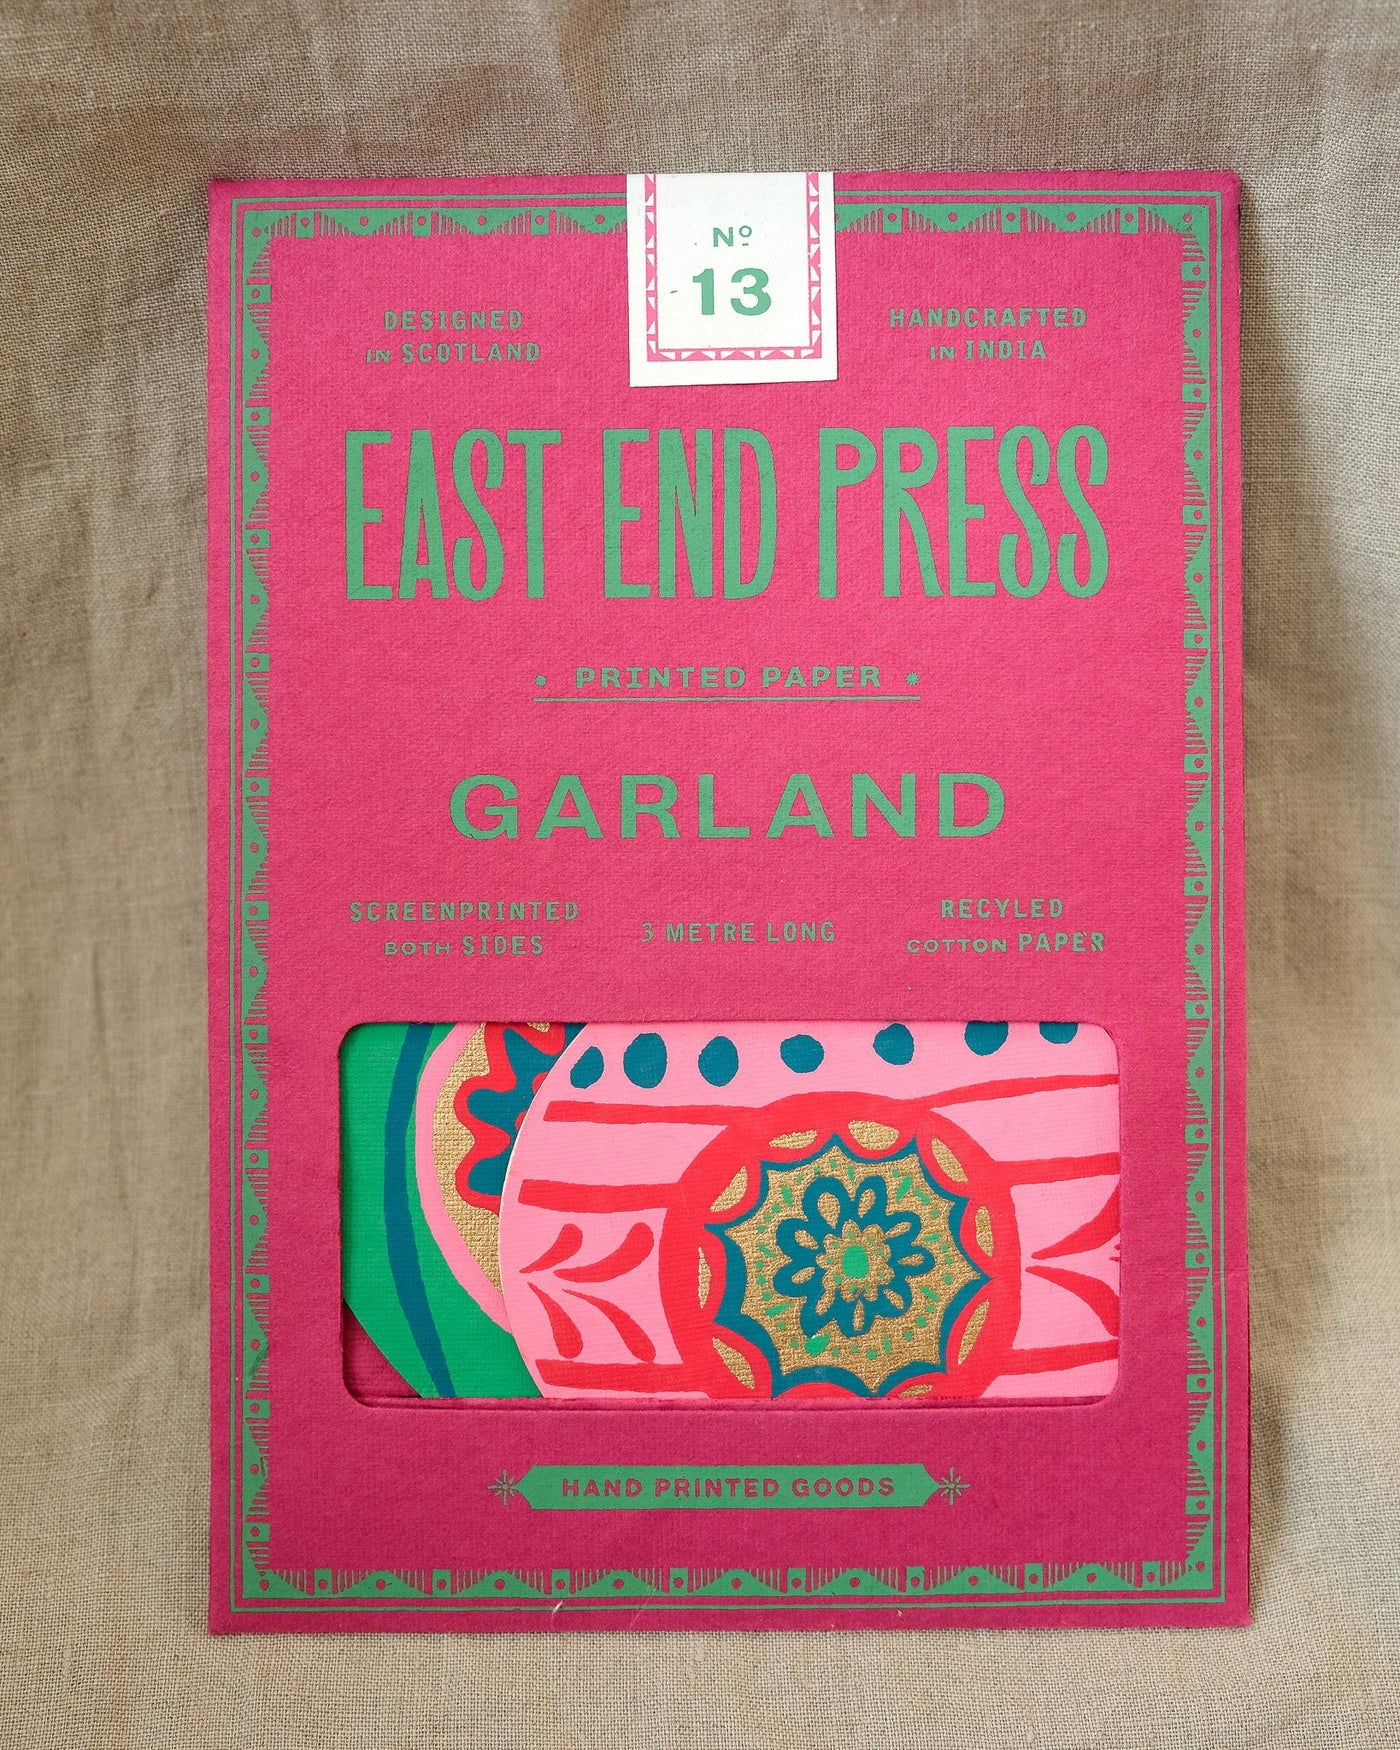 Nº
13
DESIGNED
IN SCOTLAND
HANDCRAFTED
IN INDIA
EAST END PRESS
PRINTED PAPER
GARLAND
SCREENPRINTED
BOTH SIDES
3 METRE LONG
RECYLED
COTTON PAPER
HAND PRINTED GOODS